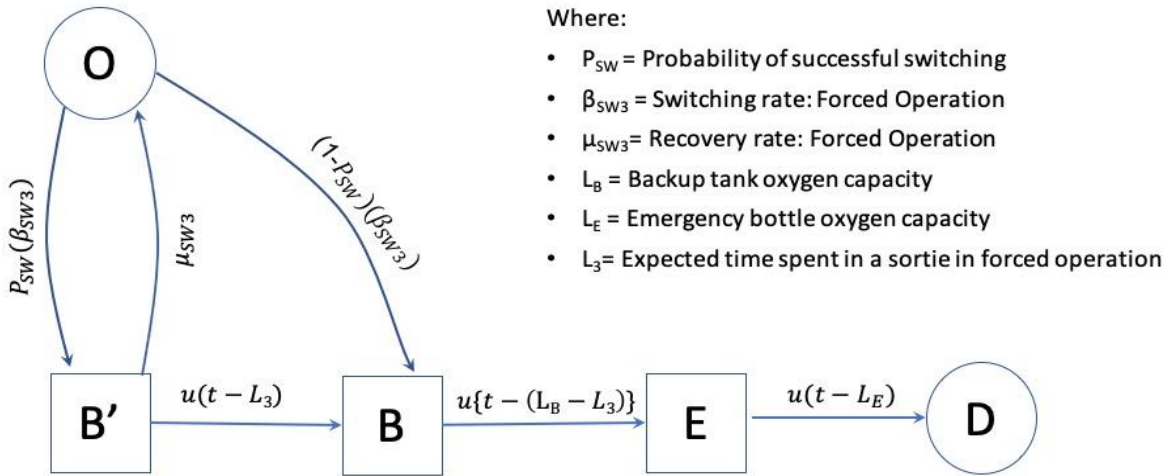 Where:
• P_SW = Probability of successful switching
• β_SW3 = Switching rate: Forced Operation
• μ_SW3= Recovery rate: Forced Operation
• L_B = Backup tank oxygen capacity
• L_E = Emergency bottle oxygen capacity
• L_3= Expected time spent in a sortie in forced operation
O
P_SW(β_SW3)
μ_SW3
(1-P_SW)(β_SW3)
B’
u(t − L_3)
B
u{t − (L_B − L_3)}
E
u(t − L_E)
D